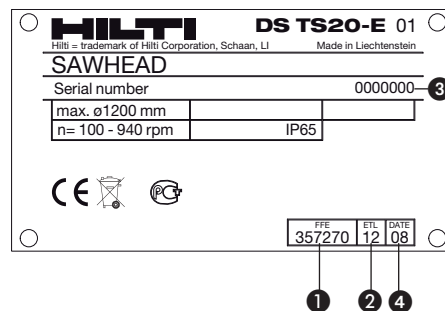 HILTI DS TS20-E 01
Hilti = trademark of Hilti Corporation, Schaan, LI Made in Liechtenstein
SAWHEAD
Serial number 0000000 3
max. ø1200 mm
n= 100 - 940 rpm IP65
CE PCT
FFE ETL DATE
357270 12 08
1 2 4